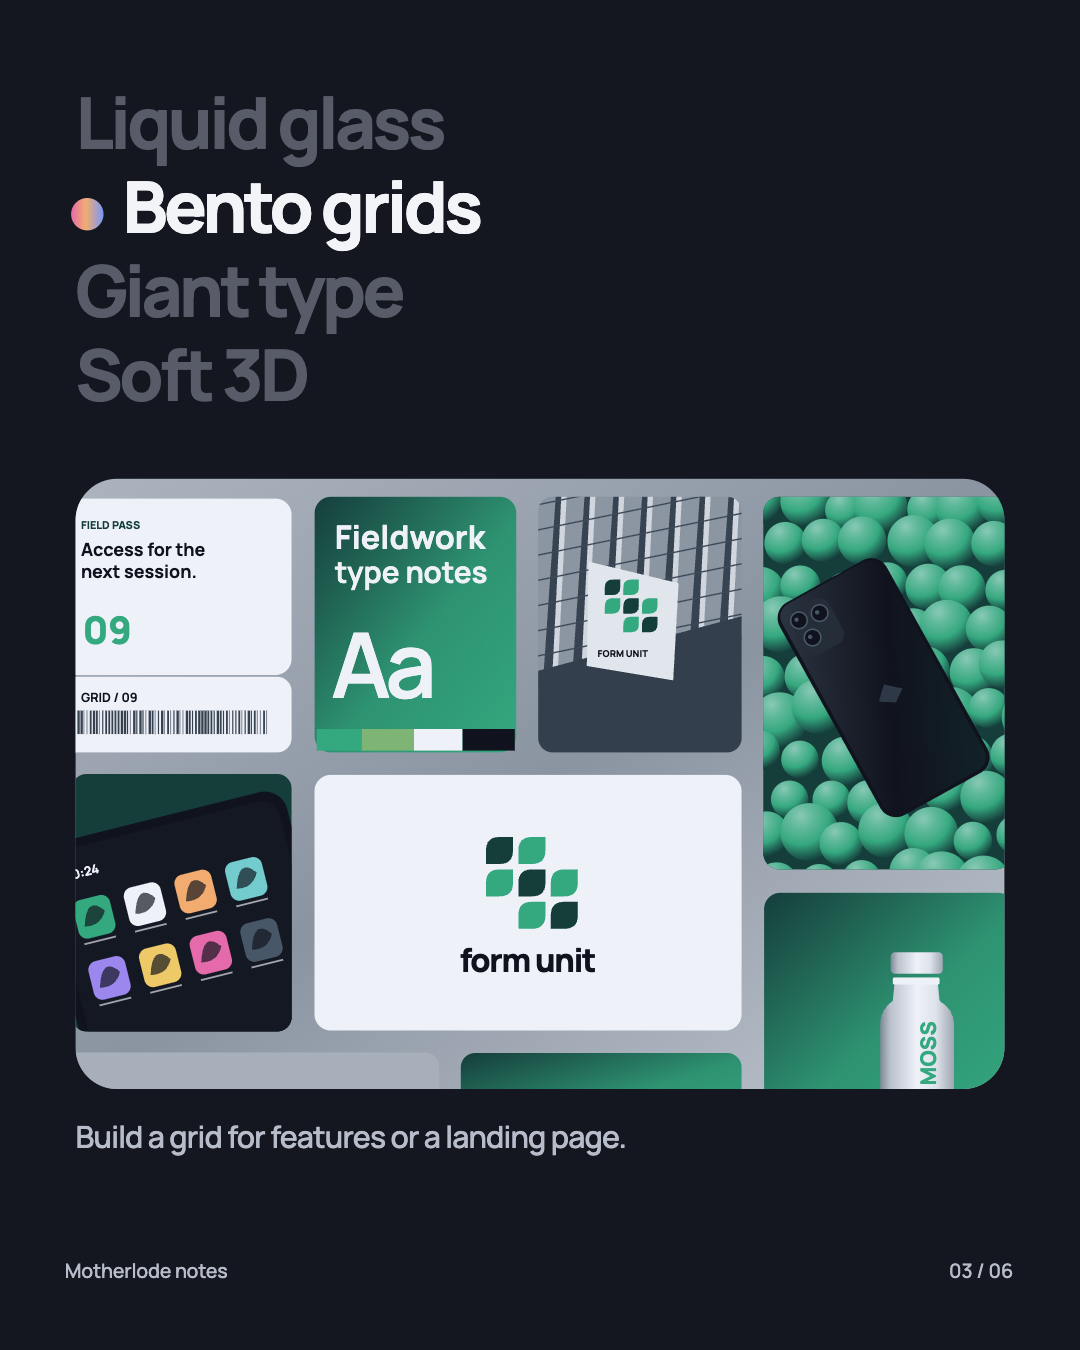 Liquid glass
Bento grids
Giant type
Soft 3D
FIELD PASS
Access for the
next session.
09
GRID / 09
Fieldwork
type notes
Aa
FORM UNIT
:24
form unit
MOSS
Build a grid for features or a landing page.
Motherlode notes
03 / 06